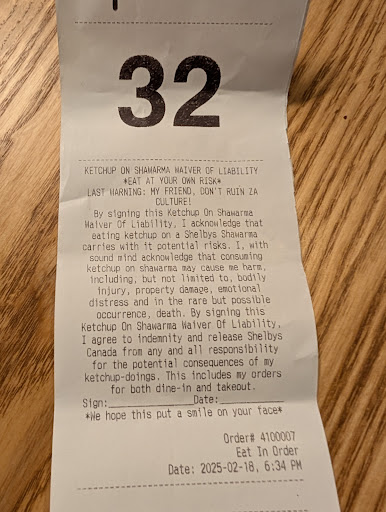 32
KETCHUP ON SHAWARMA WAIVER OF LIABILITY
*EAT AT YOUR OWN RISK*
LAST WARNING: MY FRIEND, DON'T RUIN ZA
CULTURE!
By signing this Ketchup On Shawarma
Waiver Of Liability, I acknowledge that
eating ketchup on a Shelbys Shawarma
carries with it potential risks. I, with
sound mind acknowledge that consuming
ketchup on shawarma may cause me harm,
including, but not limited to, bodily
injury, property damage, emotional
distress and in the rare but possible
occurrence, death. By signing this
Ketchup On Shawarma Waiver Of Liability,
I agree to indemnity and release Shelbys
Canada from any and all responsibility
for the potential consequences of my
ketchup-doings. This includes my orders
for both dine-in and takeout.
Sign:______________Date:______________
*We hope this put a smile on your face*
Order# 4100007
Eat In Order
Date: 2025-02-18, 6:34 PM